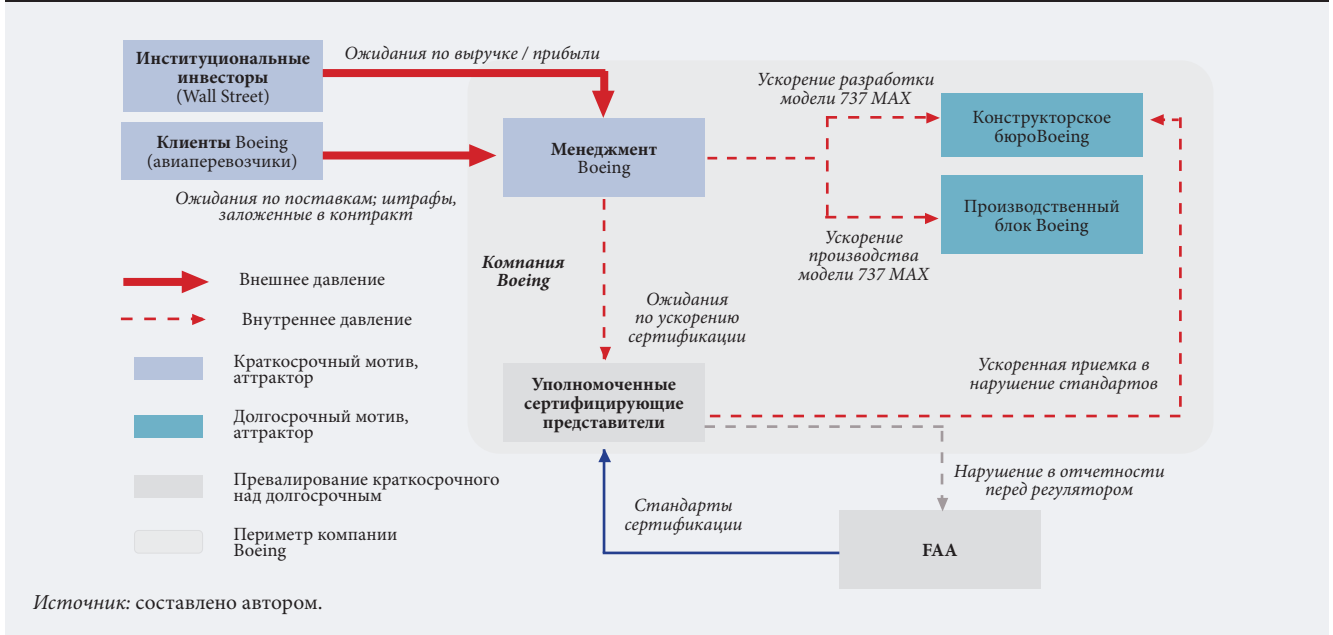 Институциональные
инвесторы
(Wall Street)
Ожидания по выручке / прибыли
Клиенты Boeing
(авиаперевозчики)
Ожидания по поставкам; штрафы,
заложенные в контракт
Менеджмент
Boeing
Ускорение разработки
модели 737 MAX
Конструкторское
бюроBoeing
Производственный
блок Boeing
Ускорение
производства
модели 737 MAX
Компания
Boeing
Ожидания
по ускорению
сертификации
Внешнее давление
Внутреннее давление
Краткосрочный мотив,
аттрактор
Долгосрочный мотив,
аттрактор
Превалирование краткосрочного
над долгосрочным
Периметр компании
Boeing
Уполномоченные
сертифицирующие
представители
Ускоренная приемка в
нарушение стандартов
Нарушение в отчетности
перед регулятором
Стандарты
сертификации
FAA
Источник: составлено автором.